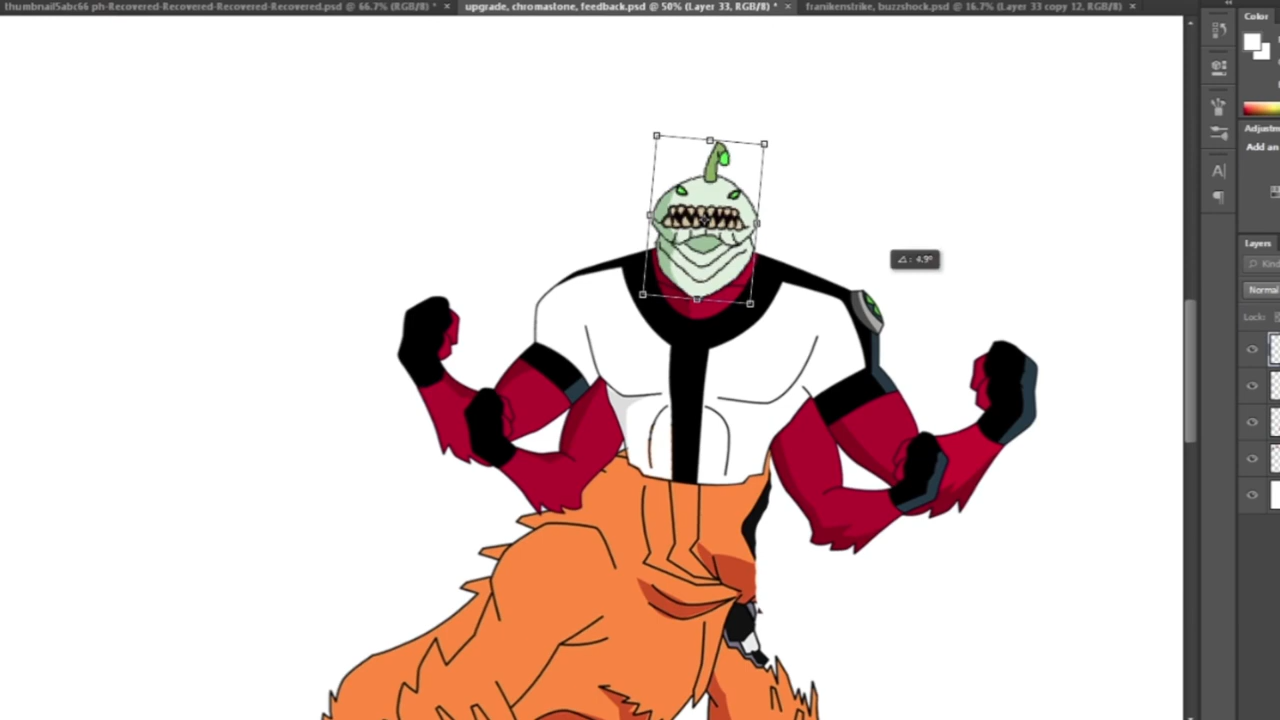 thumbnail5abc66 ph-Recovered-Recovered-Recovered-Recovered.psd @ 66.7% (RGB/8) * ×
upgrade, chromastone, feedback.psd @ 50% (Layer 33, RGB/8) * ×
frankenstrike, buzzshock.psd @ 16.7% (Layer 33 copy 12, RGB/8) ×
Color
Adjustm
Add an
Layers
Kind
Normal
Lock:
: 4.9°